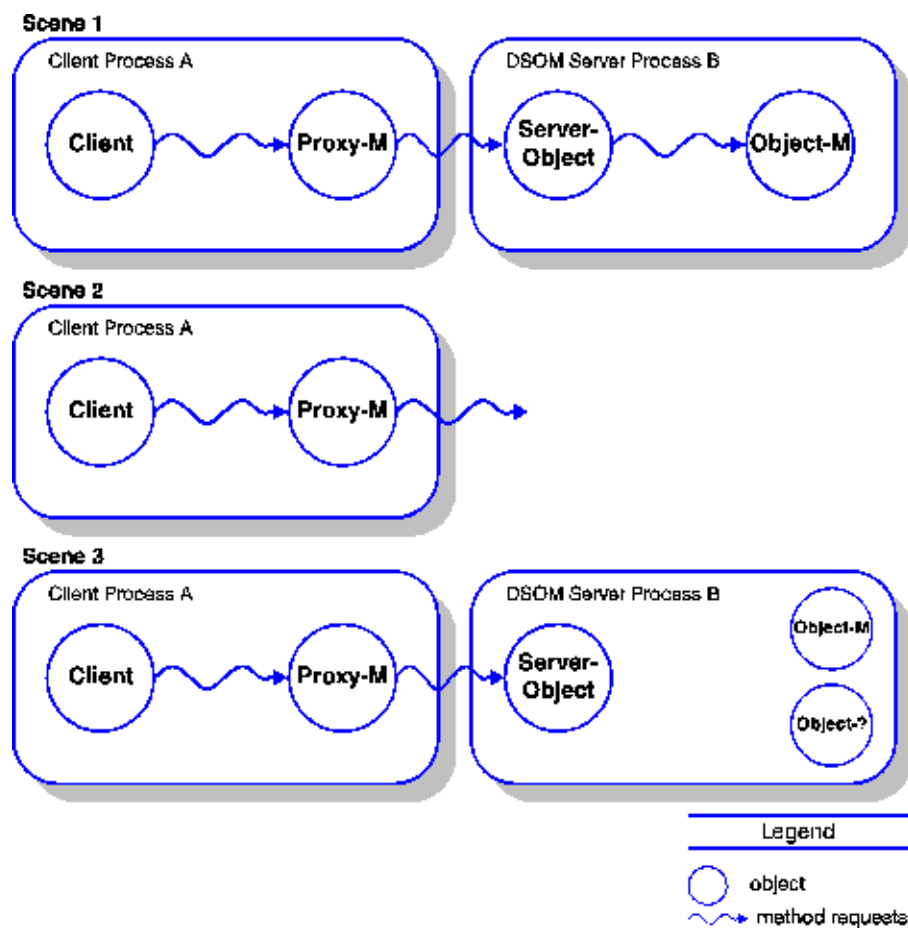 Scene 1
Client Process A
DSOM Server Process B
Client
Proxy-M
Server-
Object
Object-M
Scene 2
Client Process A
Client
Proxy-M
Scene 3
Client Process A
DSOM Server Process B
Client
Proxy-M
Server-
Object
Object-M
Object-?
Legend
object
method requests